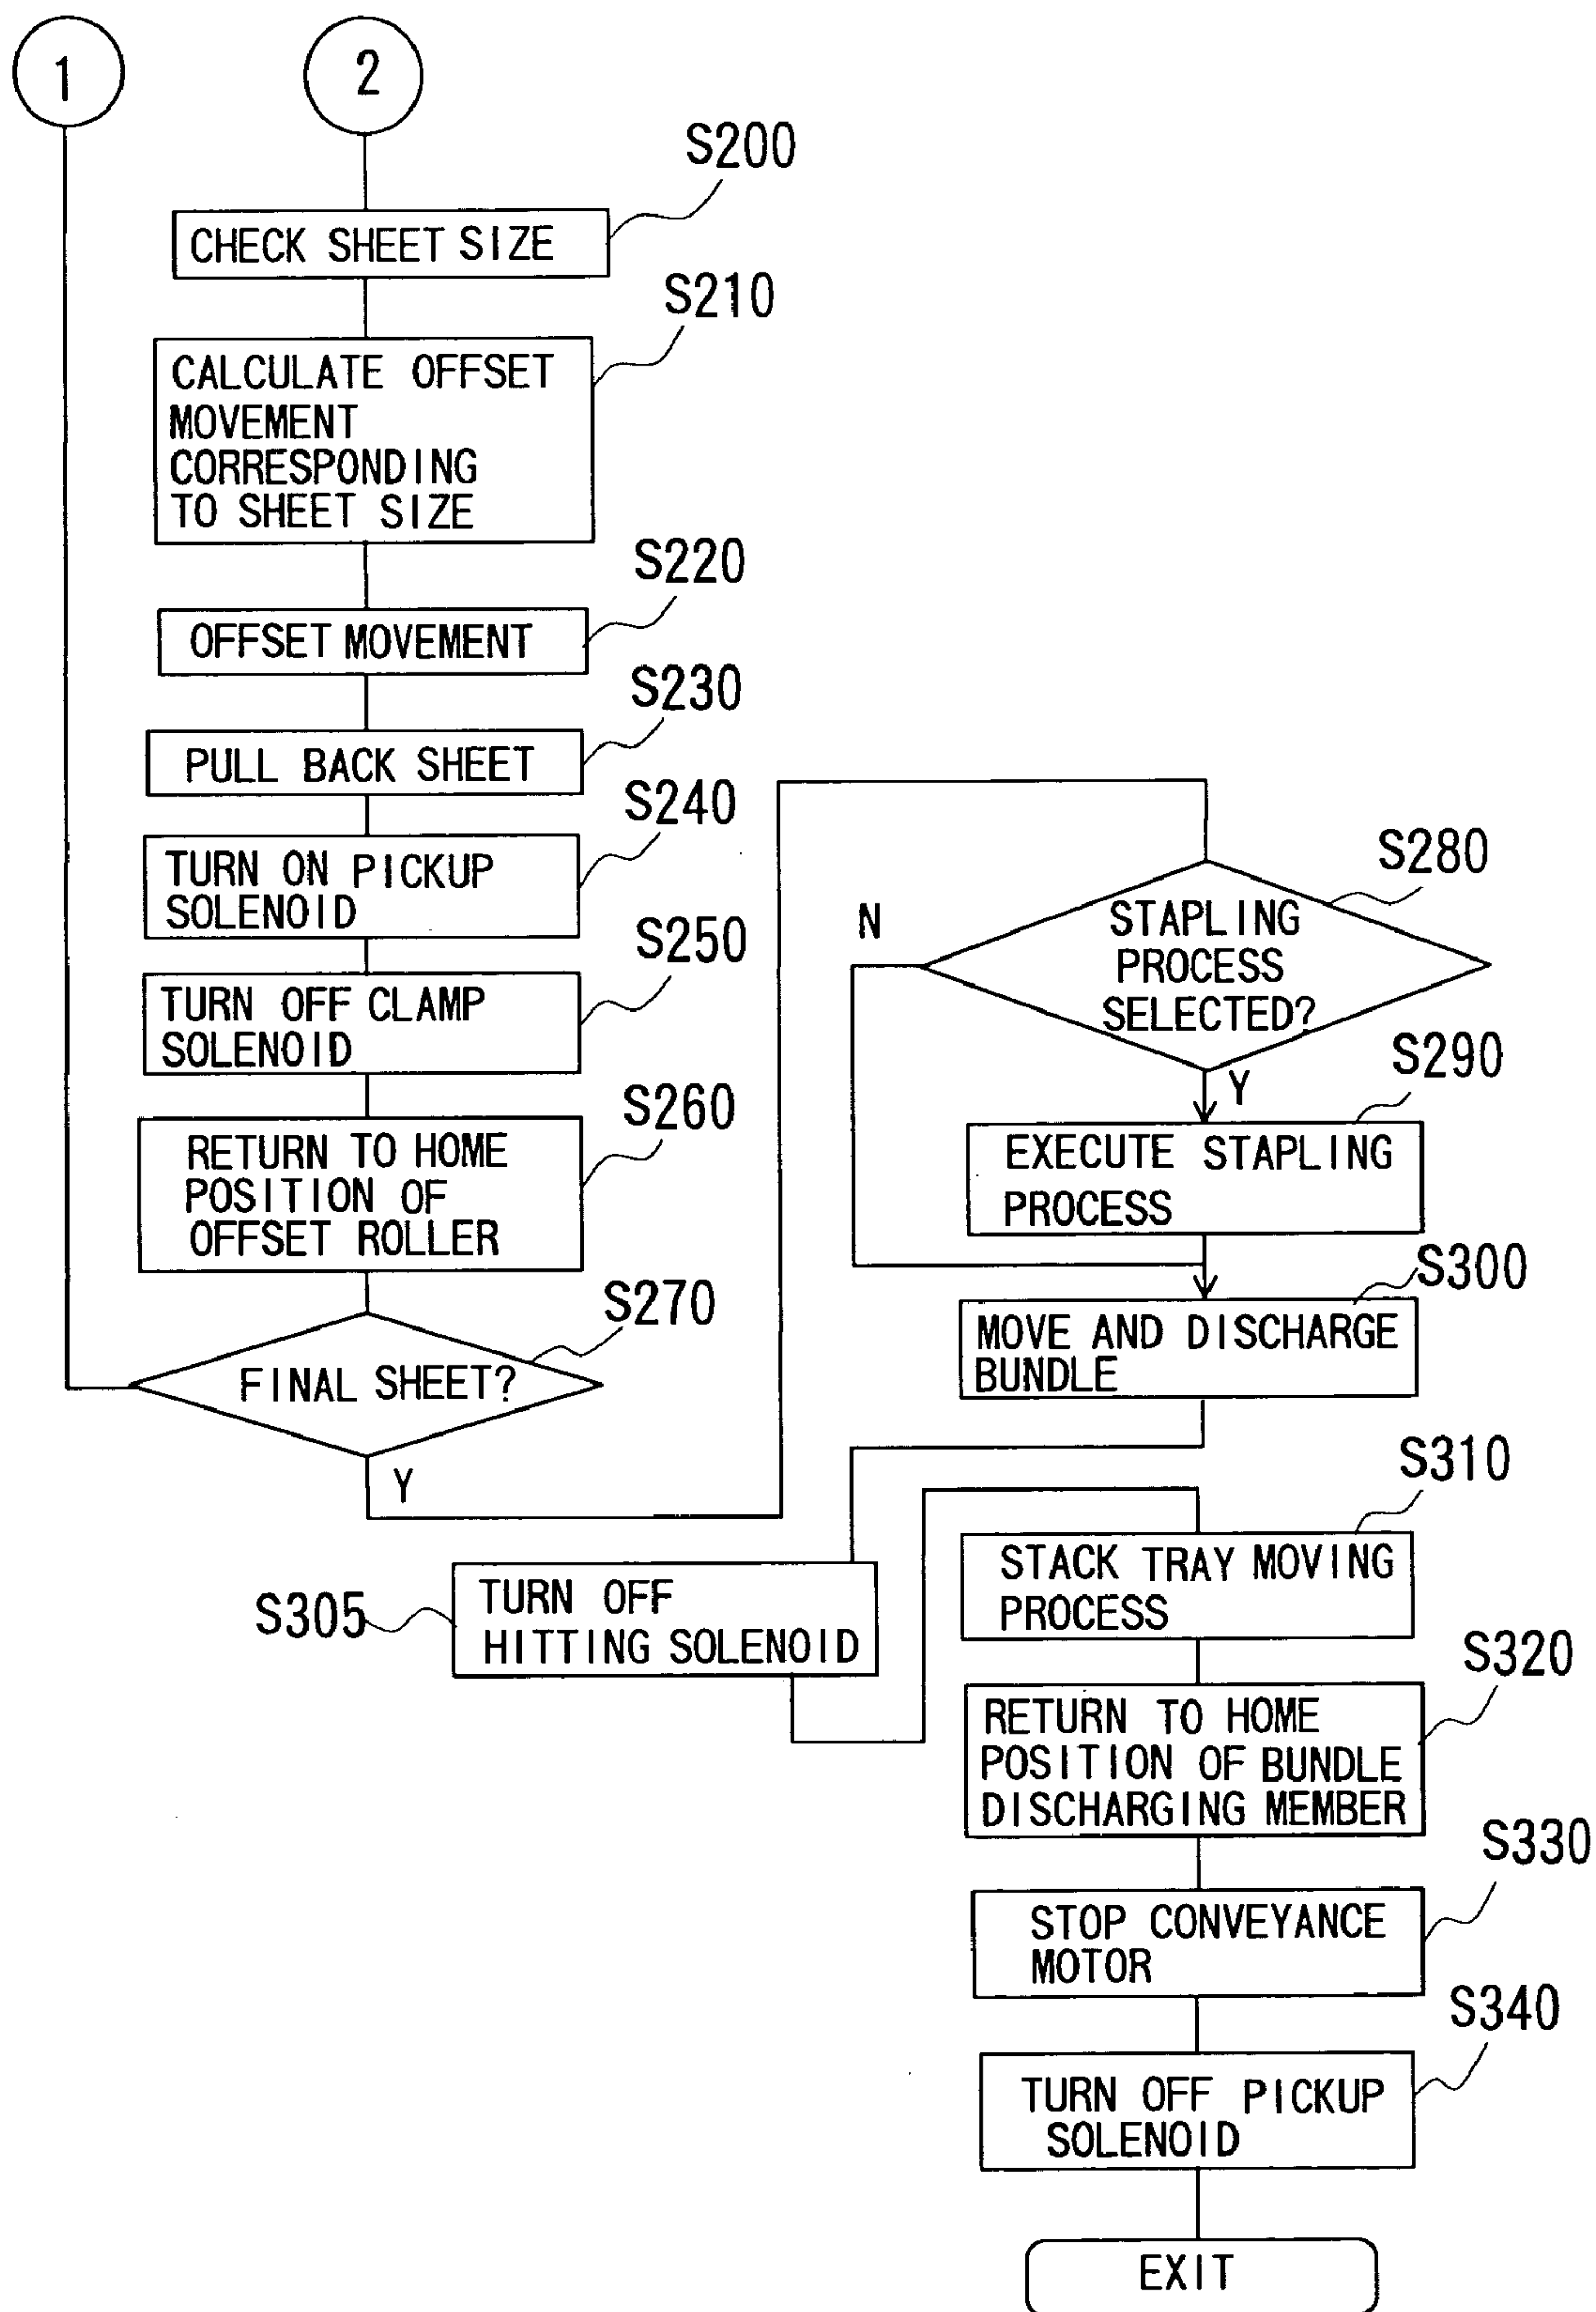 1
2
S200
CHECK SHEET SIZE
S210
CALCULATE OFFSET
MOVEMENT
CORRESPONDING
TO SHEET SIZE
S220
OFFSET MOVEMENT
S230
PULL BACK SHEET
S240
TURN ON PICKUP
SOLENOID
S250
TURN OFF CLAMP
SOLENOID
S260
RETURN TO HOME
POSITION OF
OFFSET ROLLER
S270
FINAL SHEET?
Y
S280
STAPLING
PROCESS
SELECTED?
N
Y
S290
EXECUTE STAPLING
PROCESS
S300
MOVE AND DISCHARGE
BUNDLE
S305
TURN OFF
HITTING SOLENOID
S310
STACK TRAY MOVING
PROCESS
S320
RETURN TO HOME
POSITION OF BUNDLE
DISCHARGING MEMBER
S330
STOP CONVEYANCE
MOTOR
S340
TURN OFF PICKUP
SOLENOID
EXIT